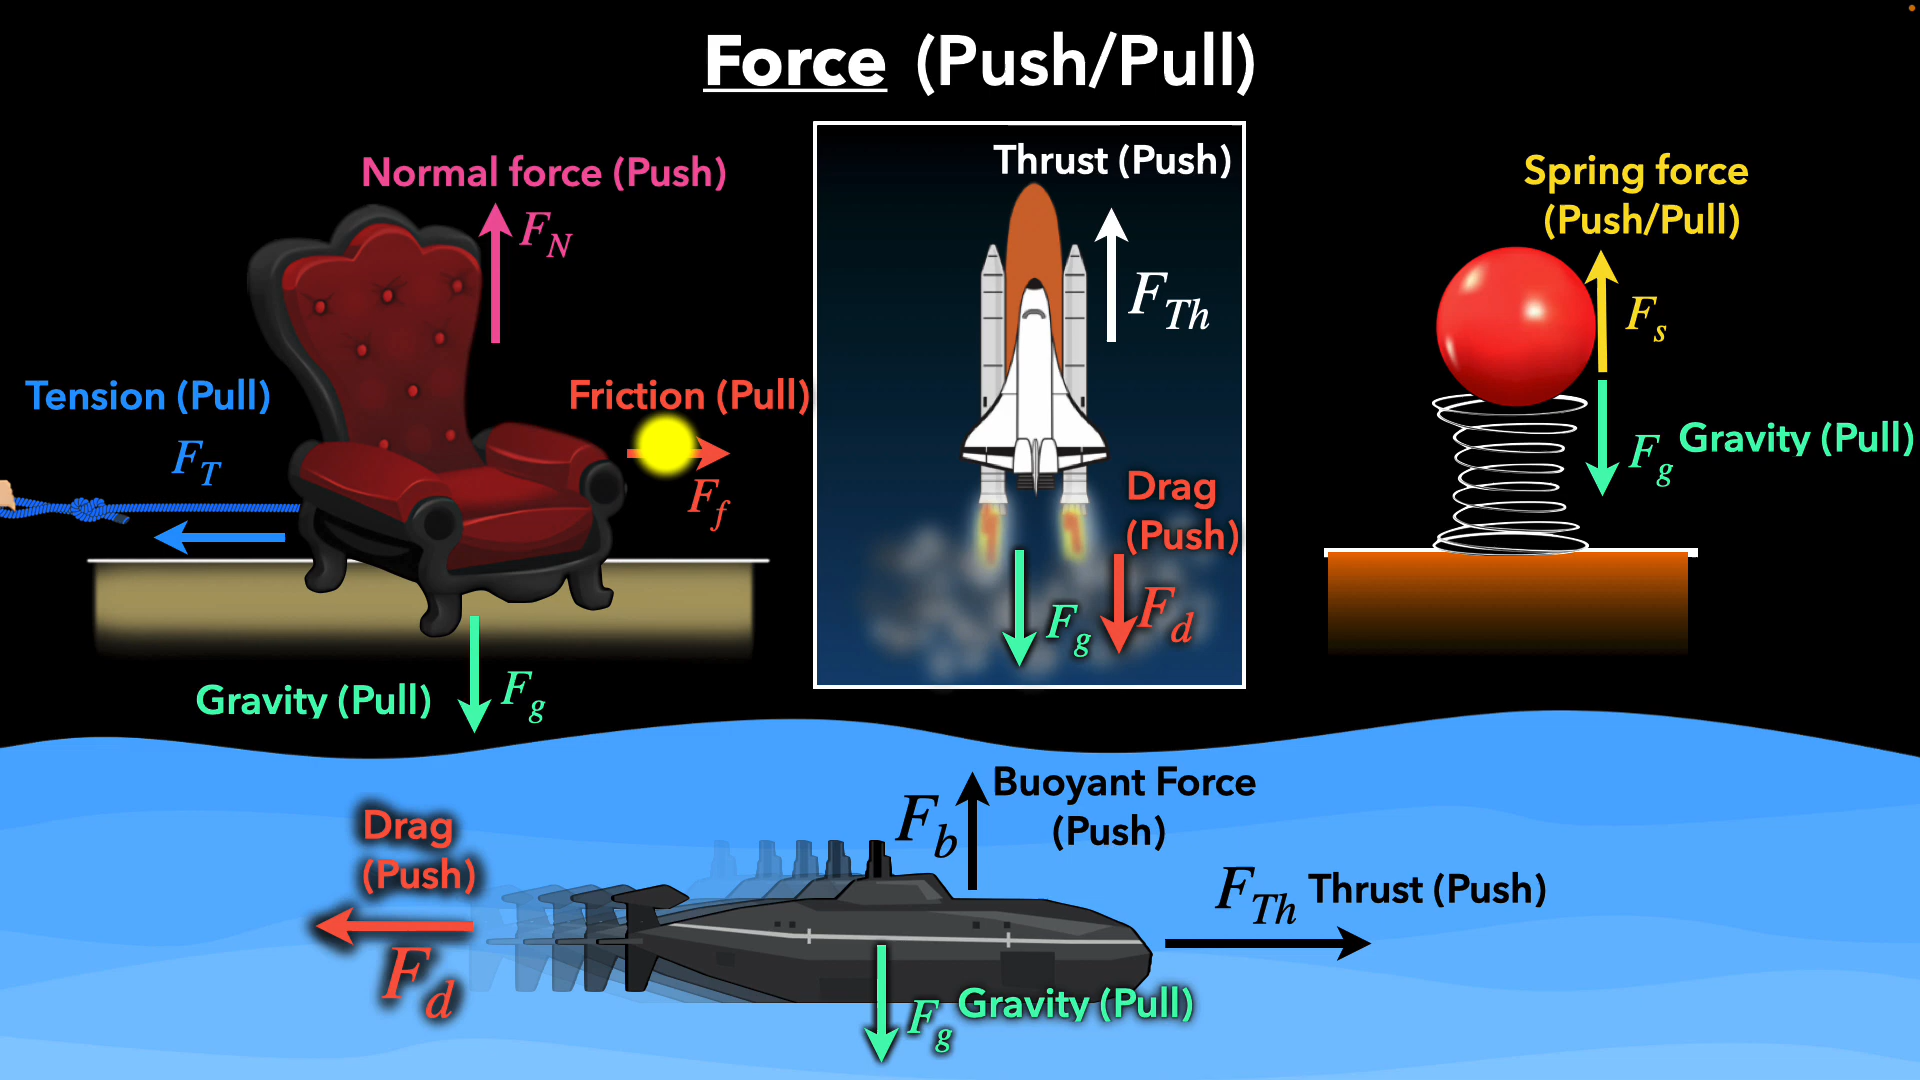 Force (Push/Pull)
Normal force (Push)
F_N
Tension (Pull)
F_T
Friction (Pull)
F_f
Gravity (Pull)
F_g
Thrust (Push)
F_Th
Drag
(Push)
F_g
F_d
Spring force
(Push/Pull)
F_s
F_g Gravity (Pull)
Drag
(Push)
F_d
F_b
Buoyant Force
(Push)
F_Th Thrust (Push)
F_g Gravity (Pull)